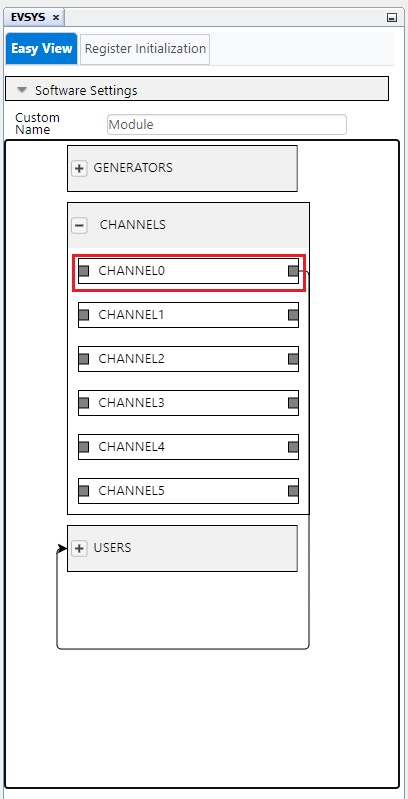 EVSYS
Easy View
Register Initialization
Software Settings
Custom
Name
Module
GENERATORS
CHANNELS
CHANNEL0
CHANNEL1
CHANNEL2
CHANNEL3
CHANNEL4
CHANNEL5
USERS